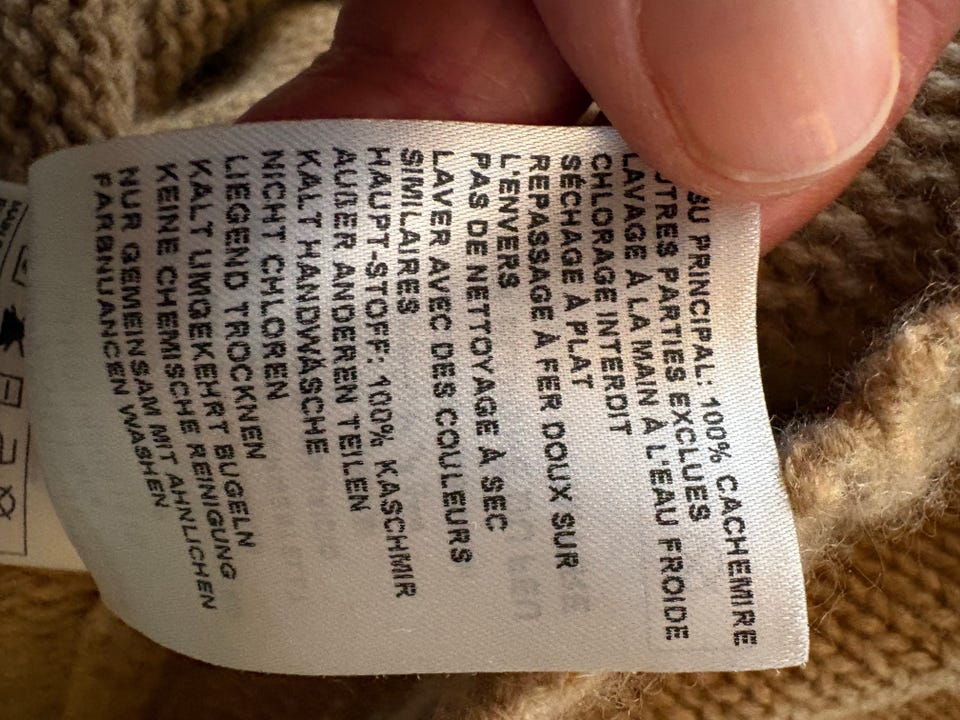 SU PRINCIPAL: 100% CACHEMIRE
UTRES PARTIES EXCLUES
LAVAGE À LA MAIN À L'EAU FROIDE
CHLORAGE INTERDIT
SÉCHAGE À PLAT
REPASSAGE À FER DOUX SUR
L'ENVERS
PAS DE NETTOYAGE À SEC
LAVER AVEC DES COULEURS
SIMILAIRES
HAUPT-STOFF: 100% KASCHMIR
AUßER ANDEREN TEILEN
KALT HANDWÄSCHE
NICHT CHLOREN
LIEGEND TROCKNEN
KALT UMGEKEHRT BUGELN
KEINE CHEMISCHE REINIGUNG
NUR GEMEINSAM MIT AHNLICHEN
FARBNUANCEN WASHEN